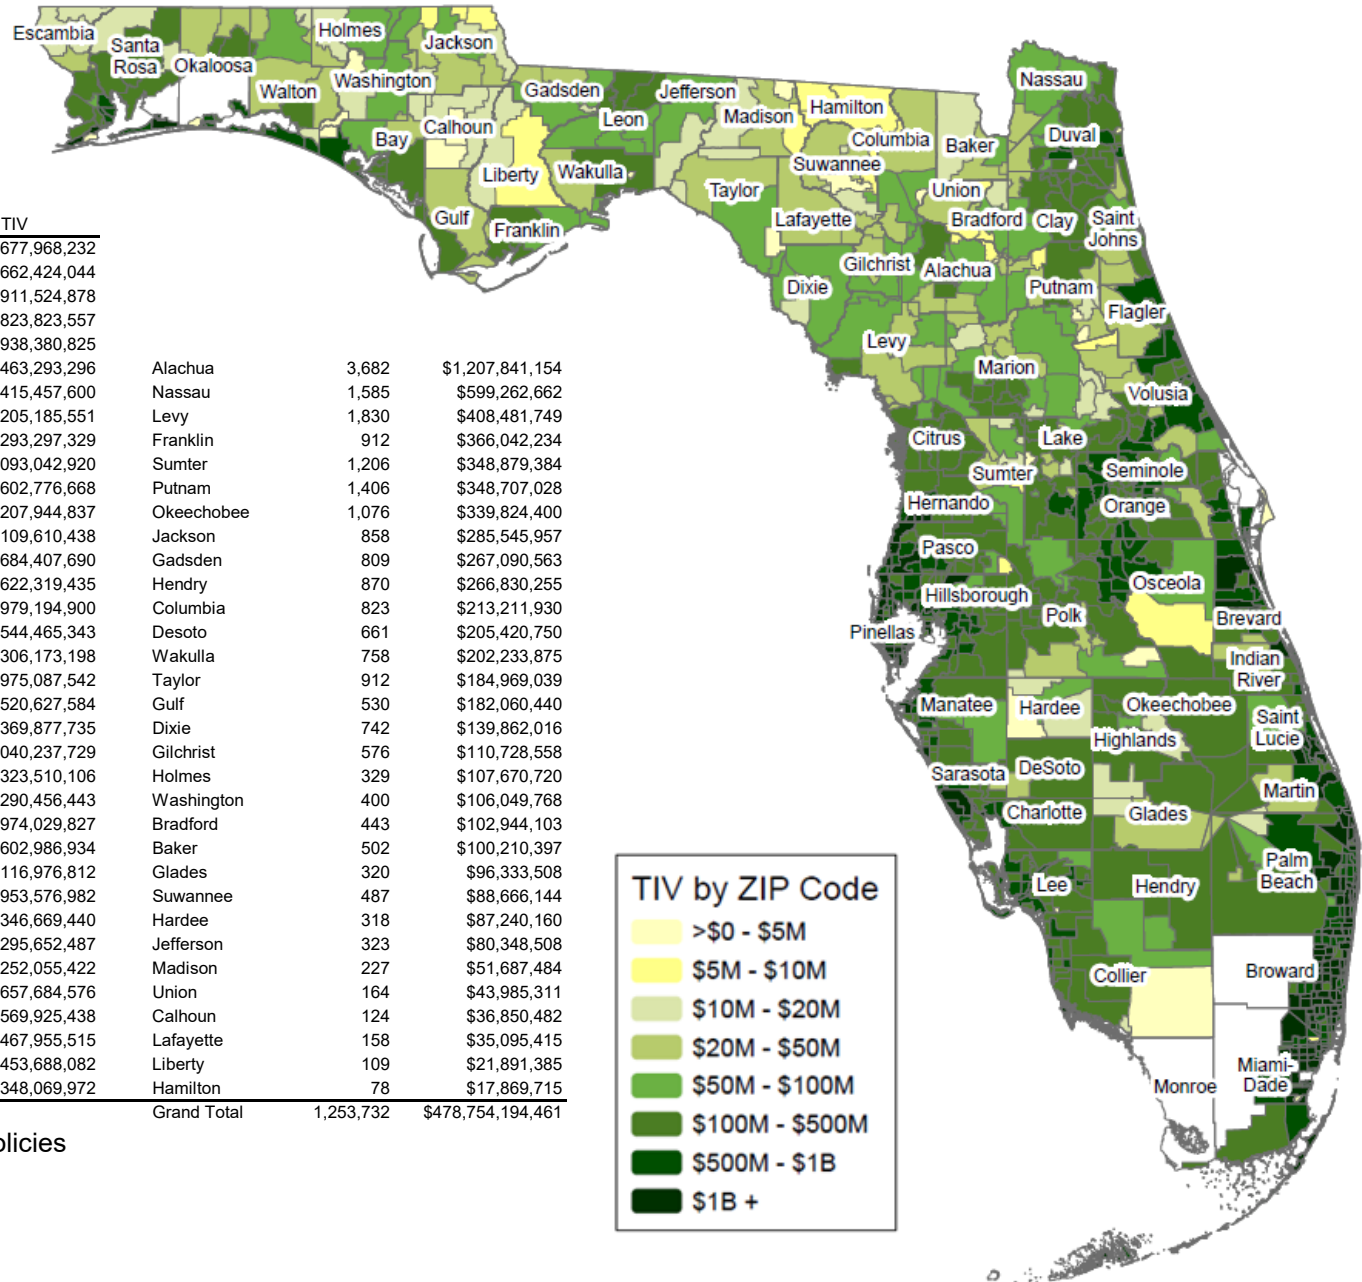 TIV
677,968,232
662,424,044
911,524,878
823,823,557
938,380,825
463,293,296 Alachua 3,682 $1,207,841,154
415,457,600 Nassau 1,585 $599,262,662
205,185,551 Levy 1,830 $408,481,749
293,297,329 Franklin 912 $366,042,234
093,042,920 Sumter 1,206 $348,879,384
602,776,668 Putnam 1,406 $348,707,028
207,944,837 Okeechobee 1,076 $339,824,400
109,610,438 Jackson 858 $285,545,957
684,407,690 Gadsden 809 $267,090,563
622,319,435 Hendry 870 $266,830,255
979,194,900 Columbia 823 $213,211,930
544,465,343 Desoto 661 $205,420,750
306,173,198 Wakulla 758 $202,233,875
975,087,542 Taylor 912 $184,969,039
520,627,584 Gulf 530 $182,060,440
369,877,735 Dixie 742 $139,862,016
040,237,729 Gilchrist 576 $110,728,558
323,510,106 Holmes 329 $107,670,720
290,456,443 Washington 400 $106,049,768
974,029,827 Bradford 443 $102,944,103
602,986,934 Baker 502 $100,210,397
116,976,812 Glades 320 $96,333,508
953,576,982 Suwannee 487 $88,666,144
346,669,440 Hardee 318 $87,240,160
295,652,487 Jefferson 323 $80,348,508
252,055,422 Madison 227 $51,687,484
657,684,576 Union 164 $43,985,311
569,925,438 Calhoun 124 $36,850,482
467,955,515 Lafayette 158 $35,095,415
453,688,082 Liberty 109 $21,891,385
348,069,972 Hamilton 78 $17,869,715
Grand Total 1,253,732 $478,754,194,461
olicies
Escambia
Santa
Rosa
Okaloosa
Walton
Holmes
Washington
Jackson
Bay
Calhoun
Gulf
Liberty
Gadsden
Franklin
Leon
Wakulla
Jefferson
Madison
Taylor
Hamilton
Suwannee
Lafayette
Dixie
Columbia
Gilchrist
Levy
Baker
Union
Bradford
Alachua
Nassau
Duval
Clay
Saint
Johns
Putnam
Flagler
Marion
Volusia
Citrus
Sumter
Lake
Hernando
Seminole
Orange
Pasco
Hillsborough
Pinellas
Polk
Osceola
Brevard
Indian
River
Manatee
Hardee
Okeechobee
Highlands
Saint
Lucie
Sarasota
DeSoto
Martin
Charlotte
Glades
Lee
Hendry
Palm
Beach
Collier
Broward
Monroe
Miami-
Dade
TIV by ZIP Code
>$0 - $5M
$5M - $10M
$10M - $20M
$20M - $50M
$50M - $100M
$100M - $500M
$500M - $1B
$1B +